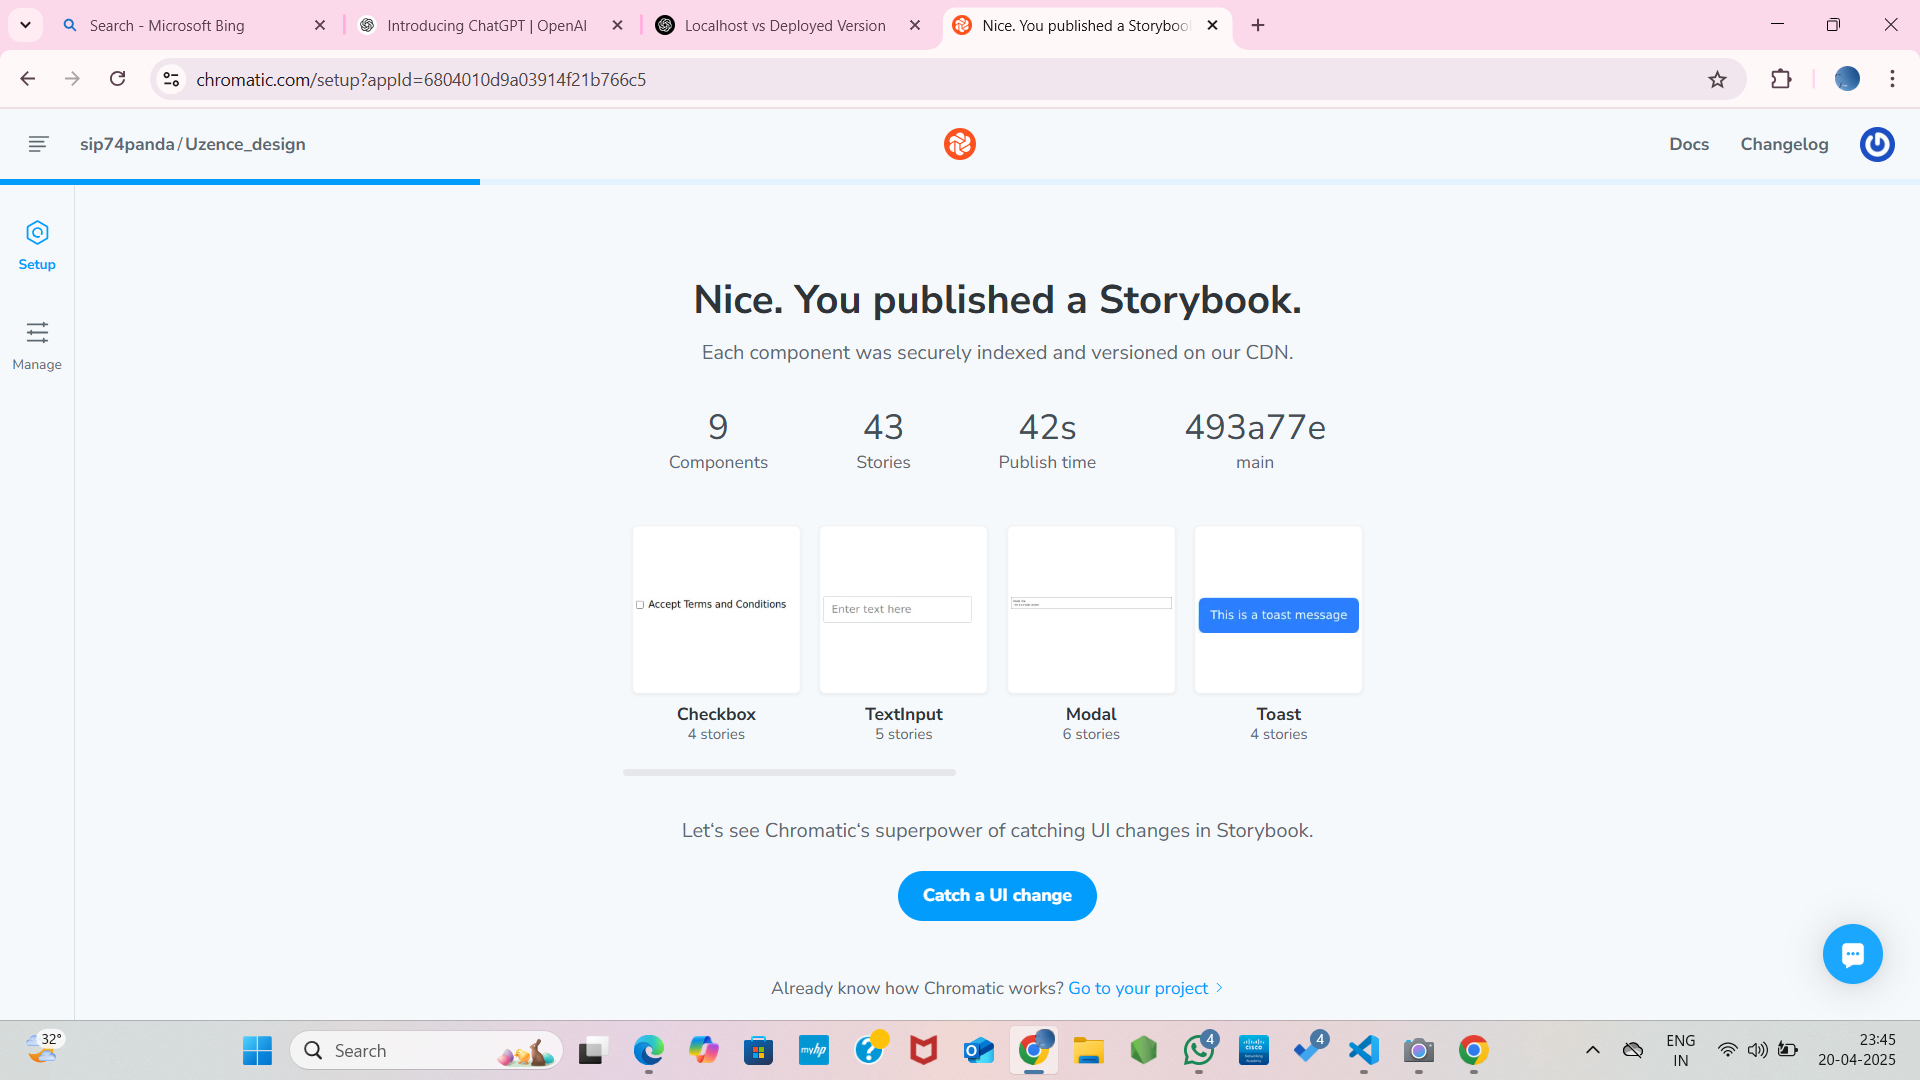 Search - Microsoft Bing
Introducing ChatGPT | OpenAI
Localhost vs Deployed Version
Nice. You published a Storyboo
chromatic.com/setup?appId=6804010d9a03914f21b766c5
sip74panda/Uzence_design
Docs
Changelog
Setup
Manage
Nice. You published a Storybook.
Each component was securely indexed and versioned on our CDN.
9
Components
43
Stories
42s
Publish time
493a77e
main
Accept Terms and Conditions
Enter text here
This is a toast message
Checkbox
4 stories
TextInput
5 stories
Modal
6 stories
Toast
4 stories
Let‘s see Chromatic‘s superpower of catching UI changes in Storybook.
Catch a UI change
Already know how Chromatic works? Go to your project
32°
Search
myhp
4
cisco
4
ENG
IN
23:45
20-04-2025